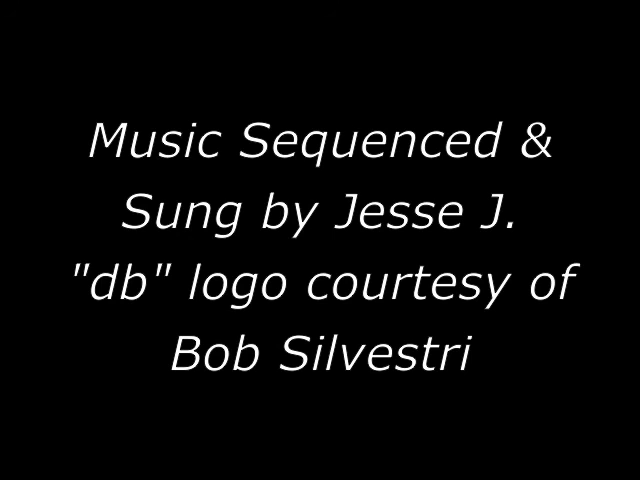 Music Sequenced &
Sung by Jesse J.
"db" logo courtesy of
Bob Silvestri